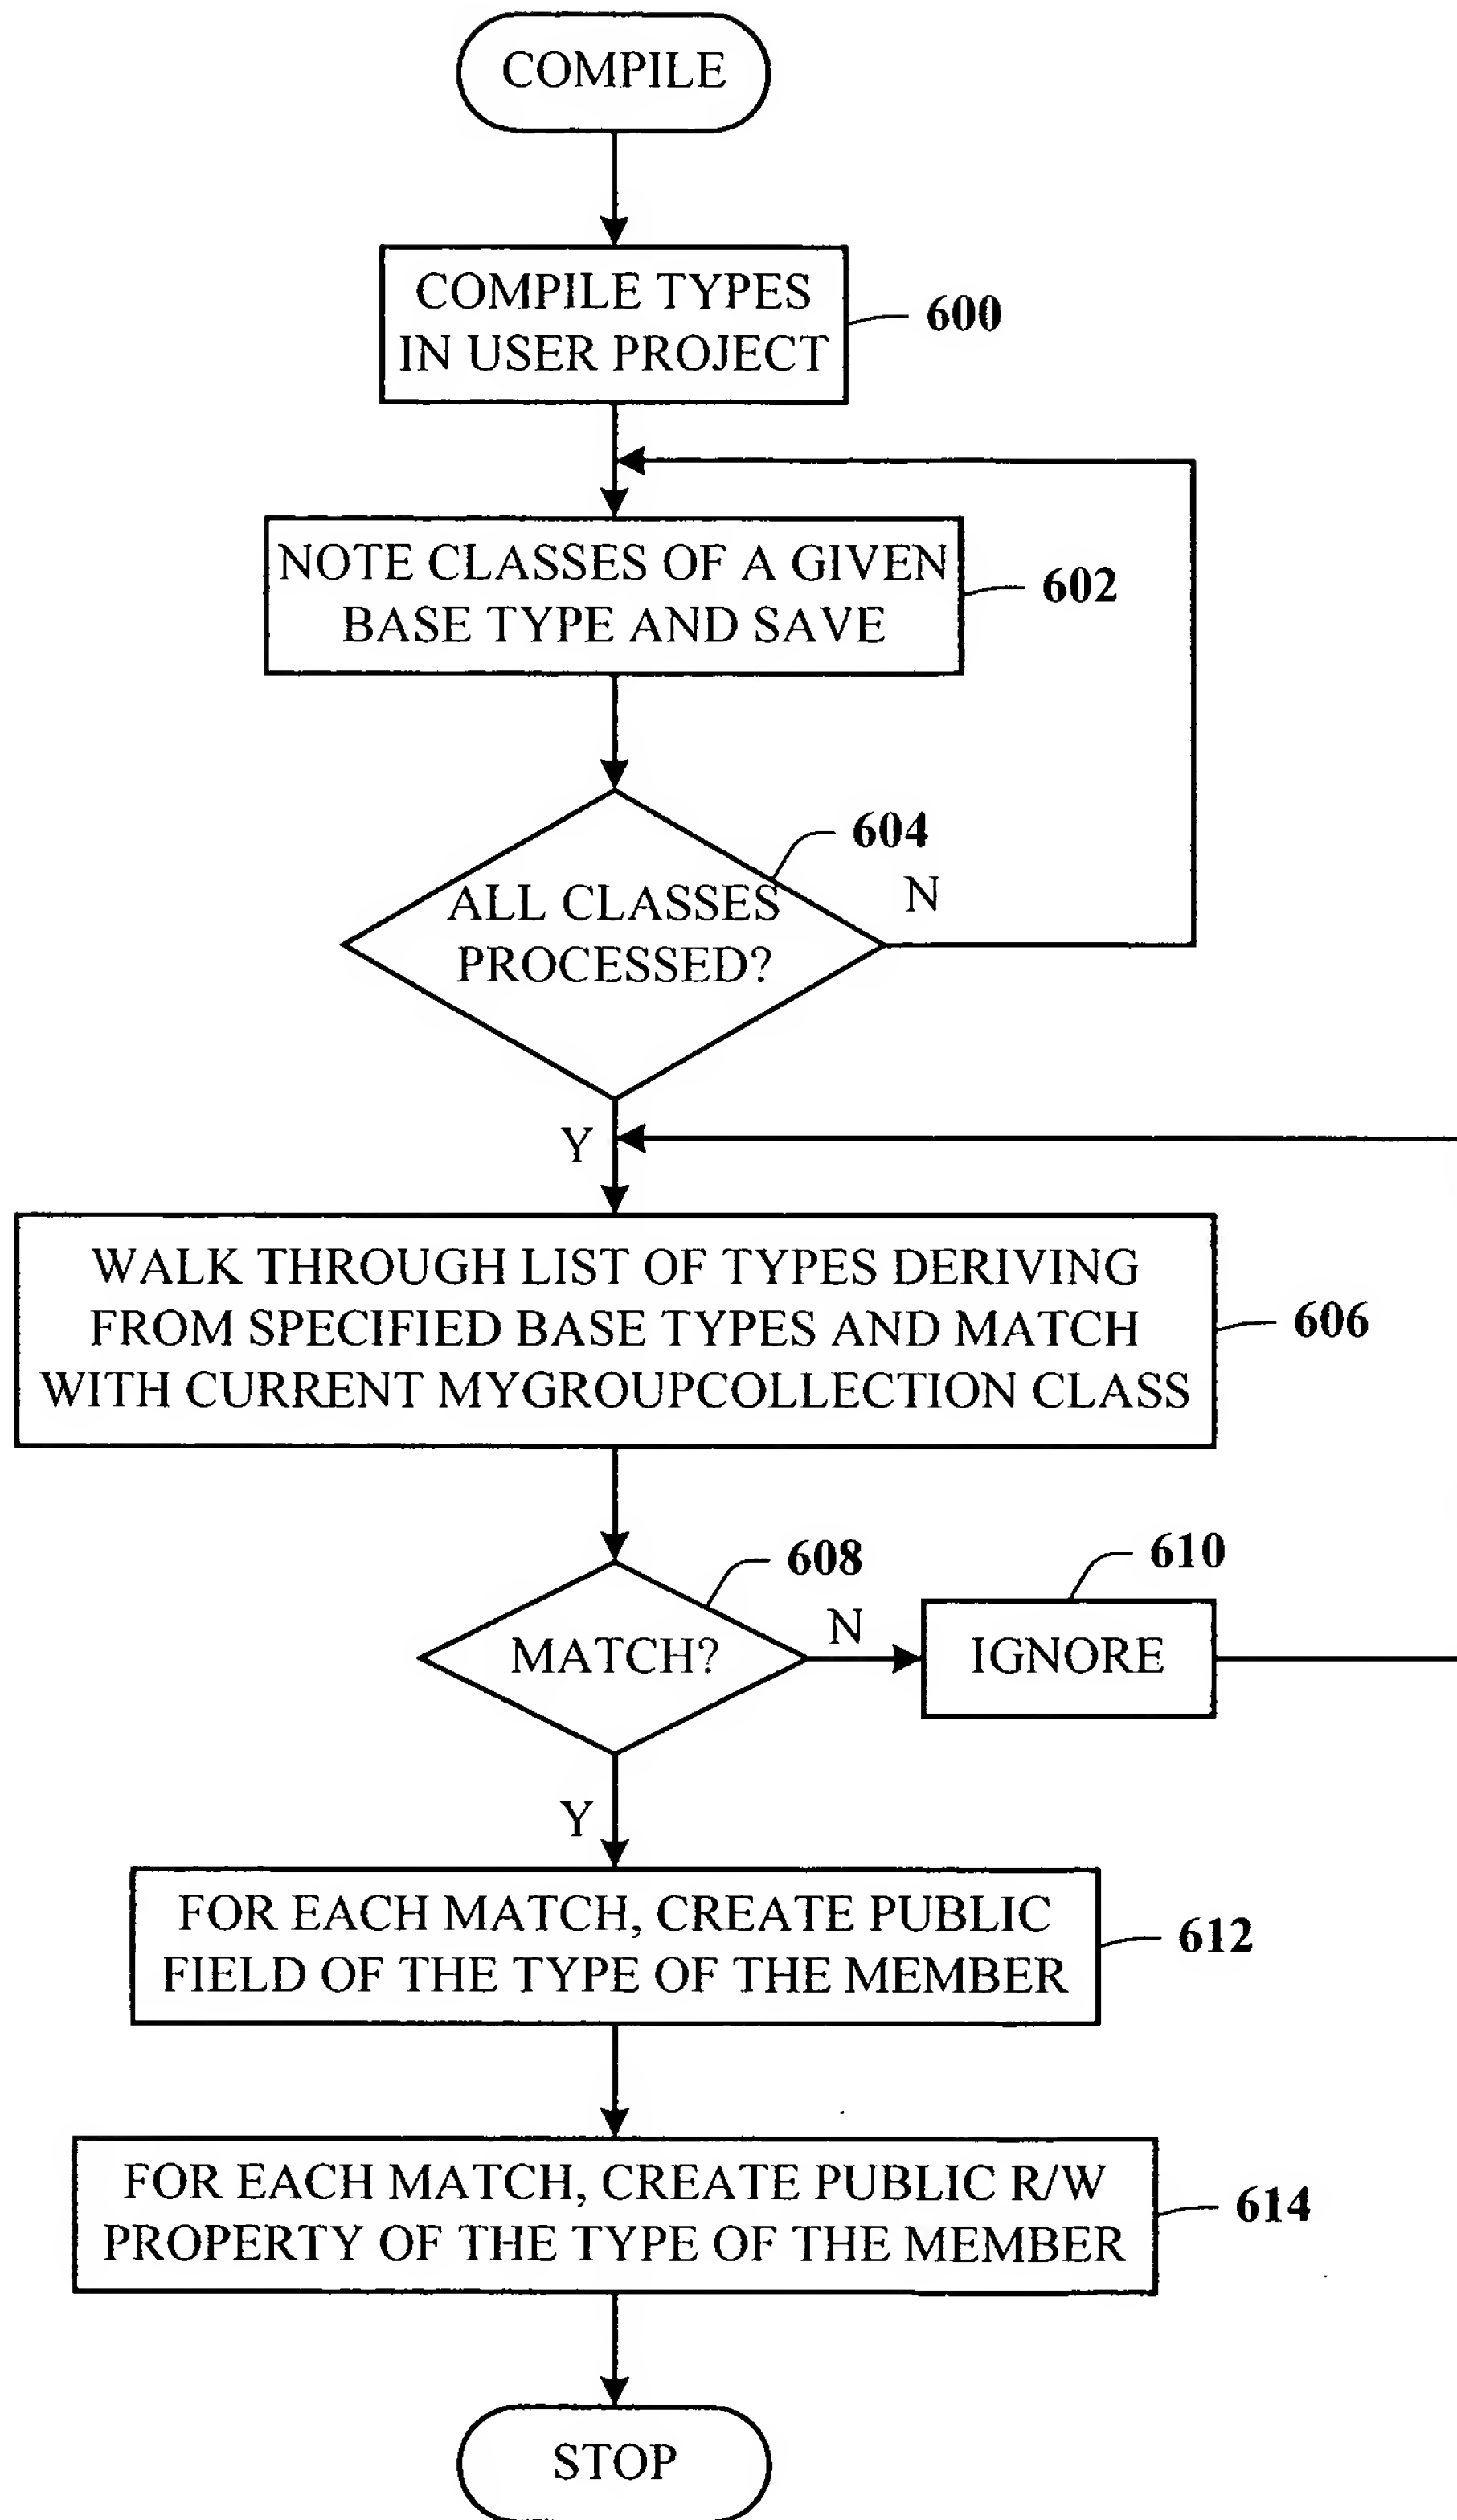 COMPILE
COMPILE TYPES
IN USER PROJECT
600
NOTE CLASSES OF A GIVEN
BASE TYPE AND SAVE
602
604
ALL CLASSES
PROCESSED?
N
Y
WALK THROUGH LIST OF TYPES DERIVING
FROM SPECIFIED BASE TYPES AND MATCH
WITH CURRENT MYGROUPCOLLECTION CLASS
606
608
MATCH?
N
610
IGNORE
Y
FOR EACH MATCH, CREATE PUBLIC
FIELD OF THE TYPE OF THE MEMBER
612
FOR EACH MATCH, CREATE PUBLIC R/W
PROPERTY OF THE TYPE OF THE MEMBER
614
STOP